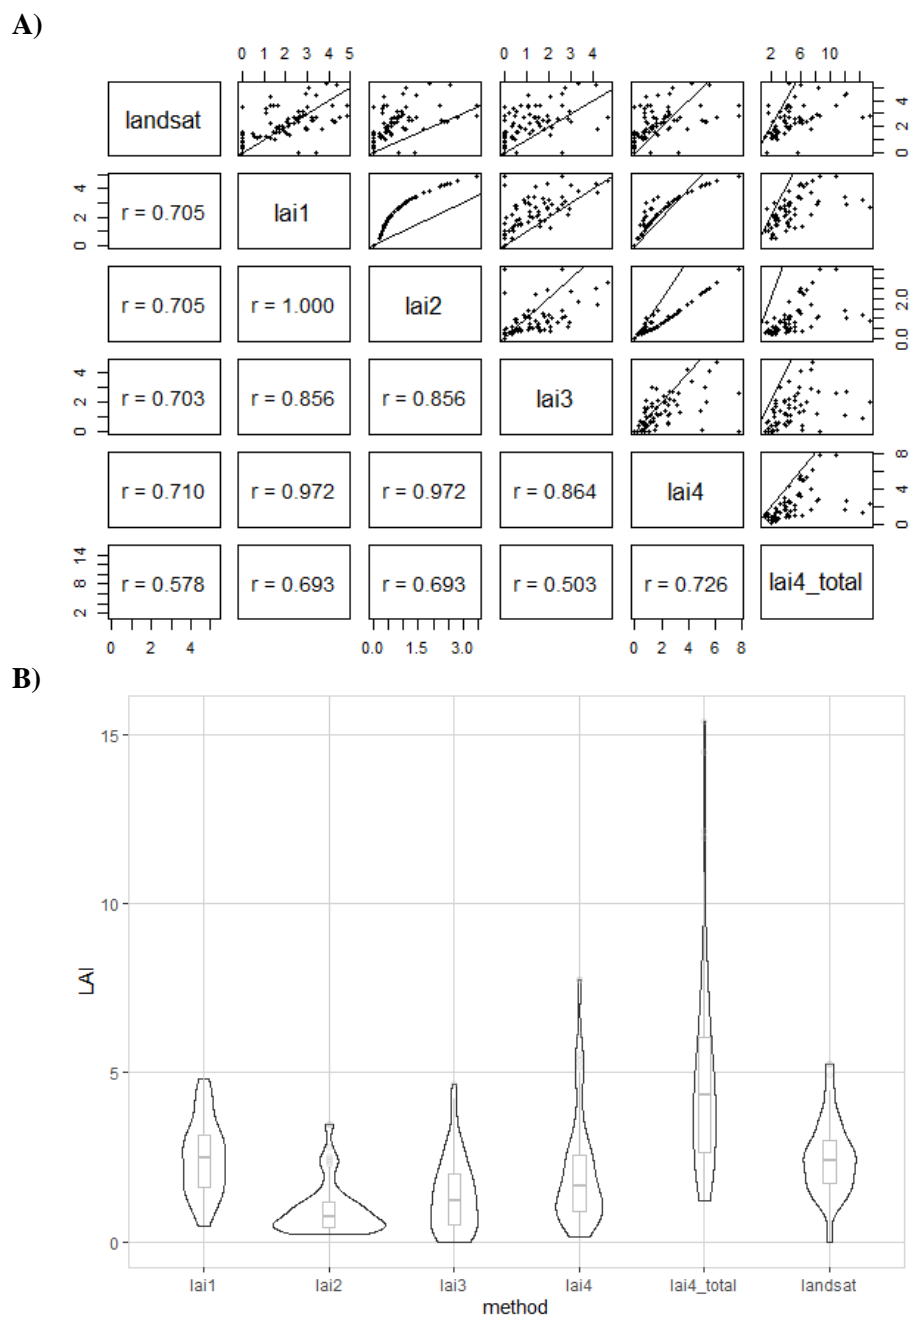 A)
0 1 2 3 4 5 0 2 4 2 6 10
landsat 0 2 4
0 2 4 r = 0.705 lai1
r = 0.705 r = 1.000 lai2 0.0 2.0
0 2 4 r = 0.703 r = 0.856 r = 0.856 lai3
r = 0.710 r = 0.972 r = 0.972 r = 0.864 lai4 0 4 8
2 8 14 r = 0.578 r = 0.693 r = 0.693 r = 0.503 r = 0.726 lai4_total
0 2 4 0.0 1.5 3.0 0 2 4 6 8
B)
15
10
LAI
5
0
lai1 lai2 lai3 lai4 lai4_total landsat
method